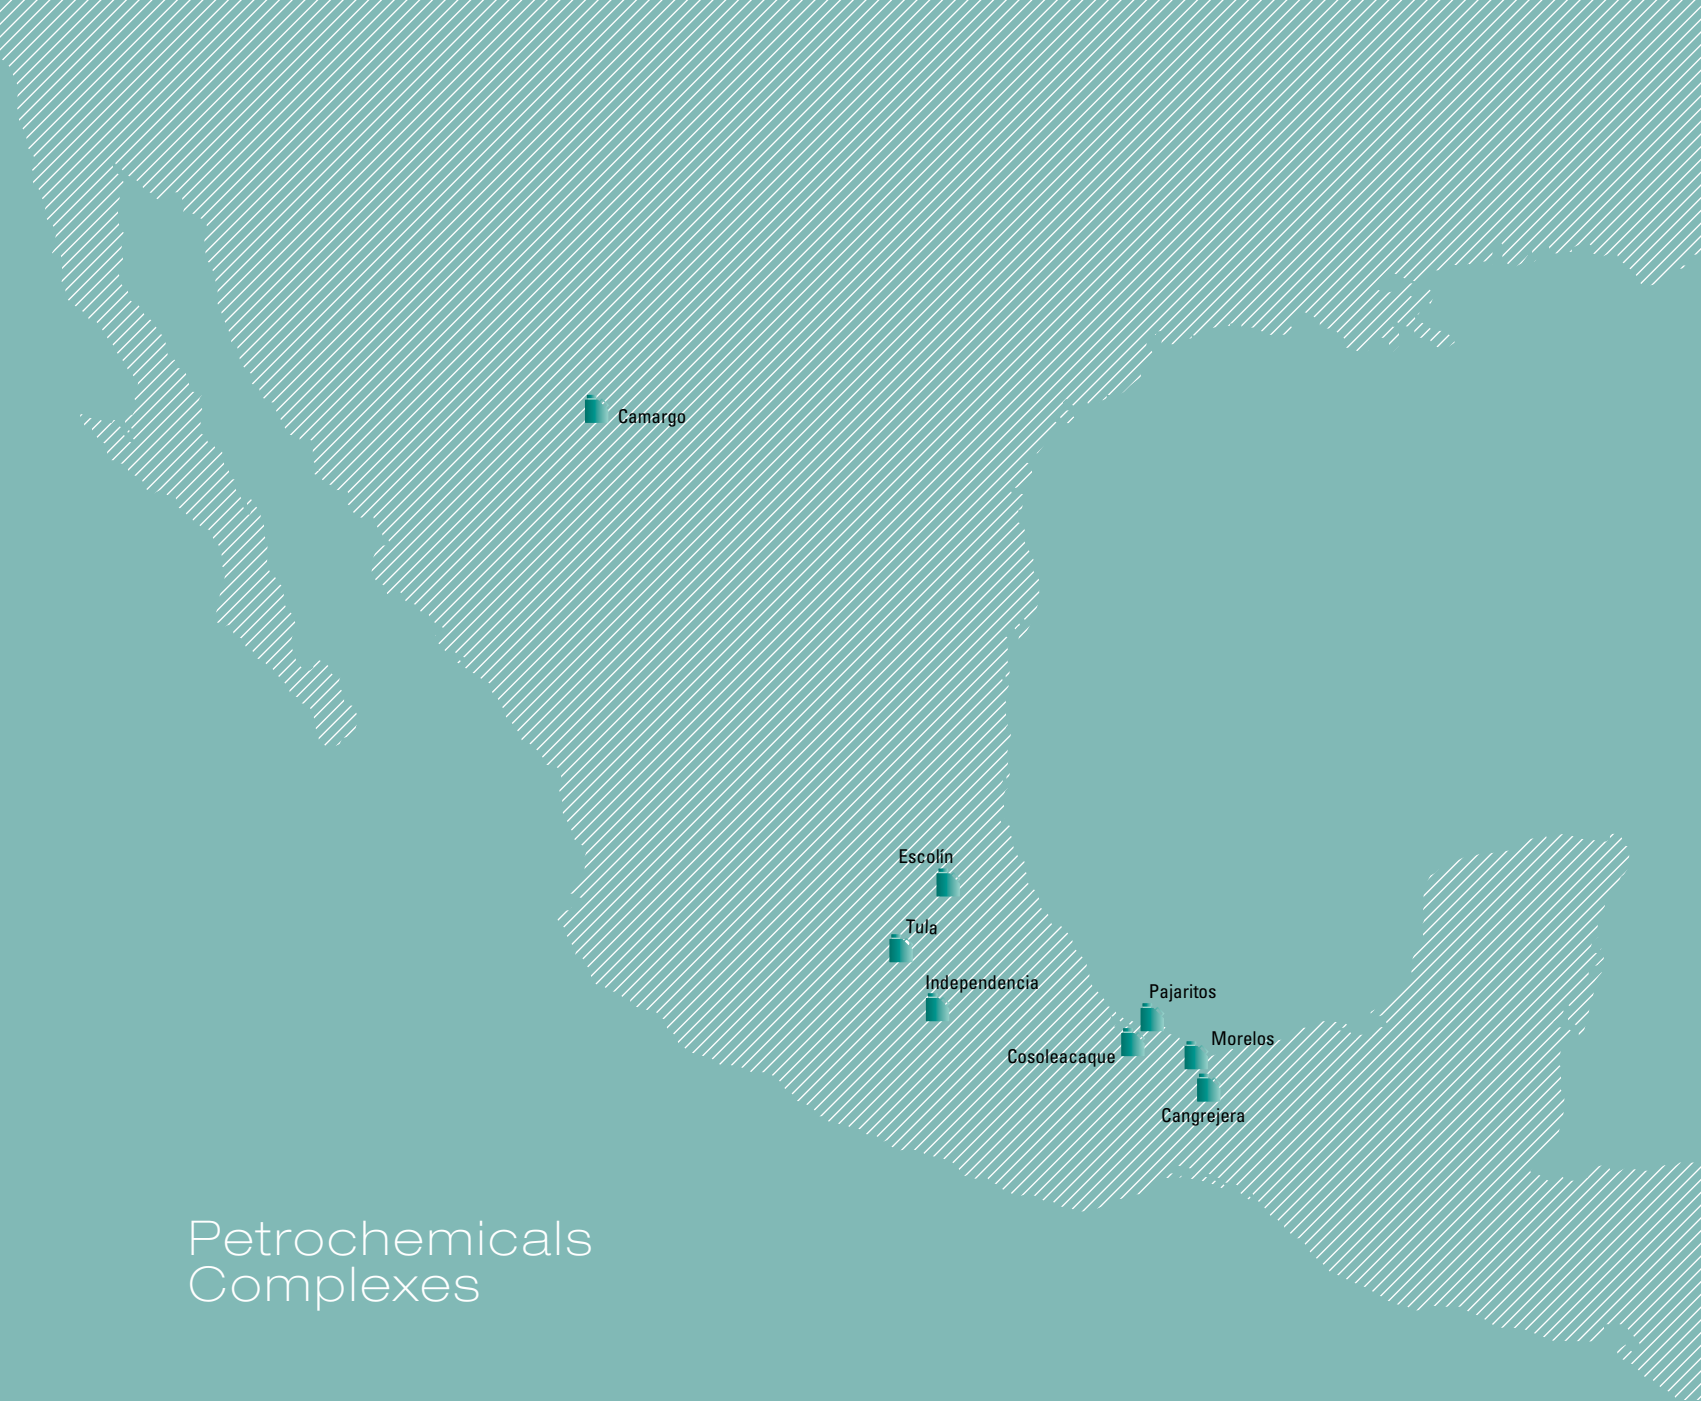 Camargo
Escolín
Tula
Independencia
Pajaritos
Morelos
Cosoleacaque
Cangrejera
Petrochemicals
Complexes